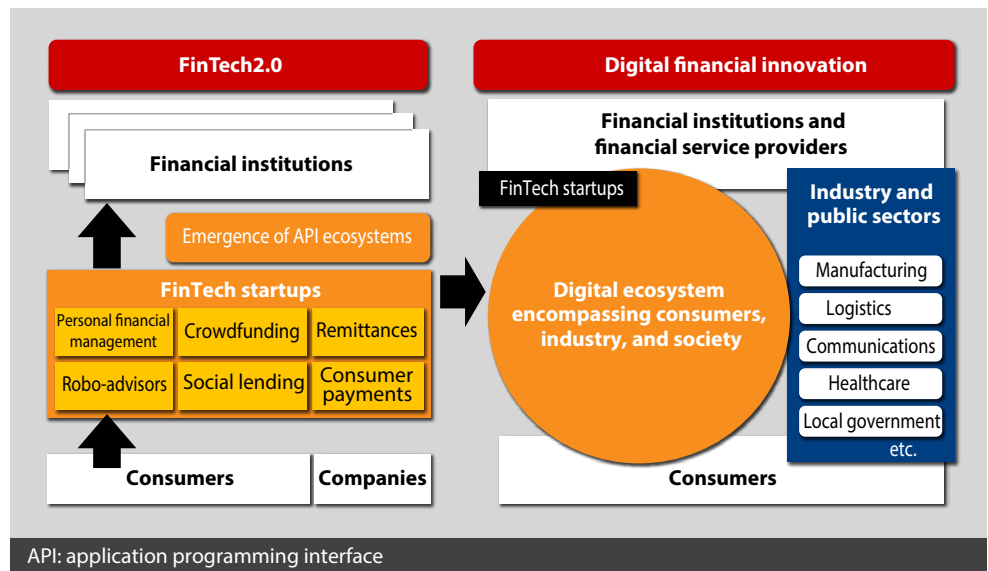 FinTech2.0
Financial institutions
Emergence of API ecosystems
FinTech startups
Personal financial
management
Crowdfunding
Remittances
Robo-advisors
Social lending
Consumer
payments
Consumers
Companies
Digital financial innovation
Financial institutions and
financial service providers
FinTech startups
Digital ecosystem
encompassing consumers,
industry, and society
Industry and
public sectors
Manufacturing
Logistics
Communications
Healthcare
Local government
etc.
Consumers
API: application programming interface